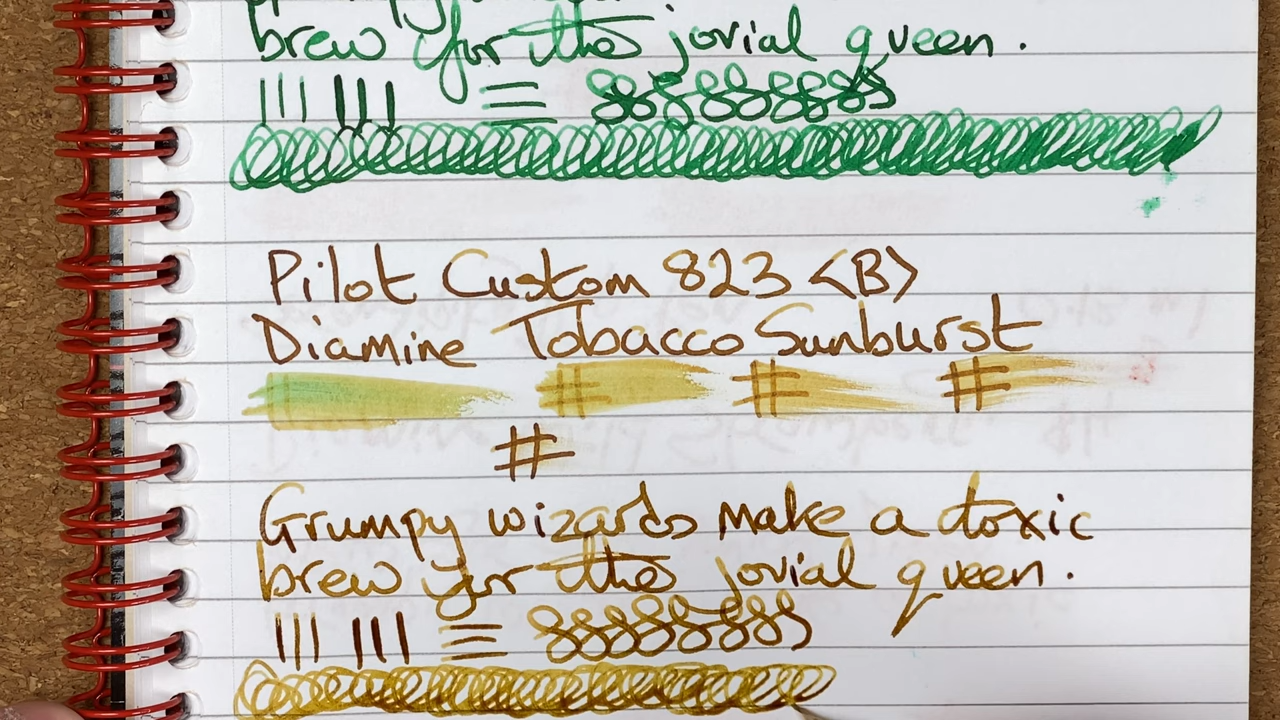 brew for the jovial queen.
Pilot Custom 823 <B>
Diamine Tobacco Sunburst
#
#
#
#
Grumpy wizards make a toxic
brew for the jovial queen.